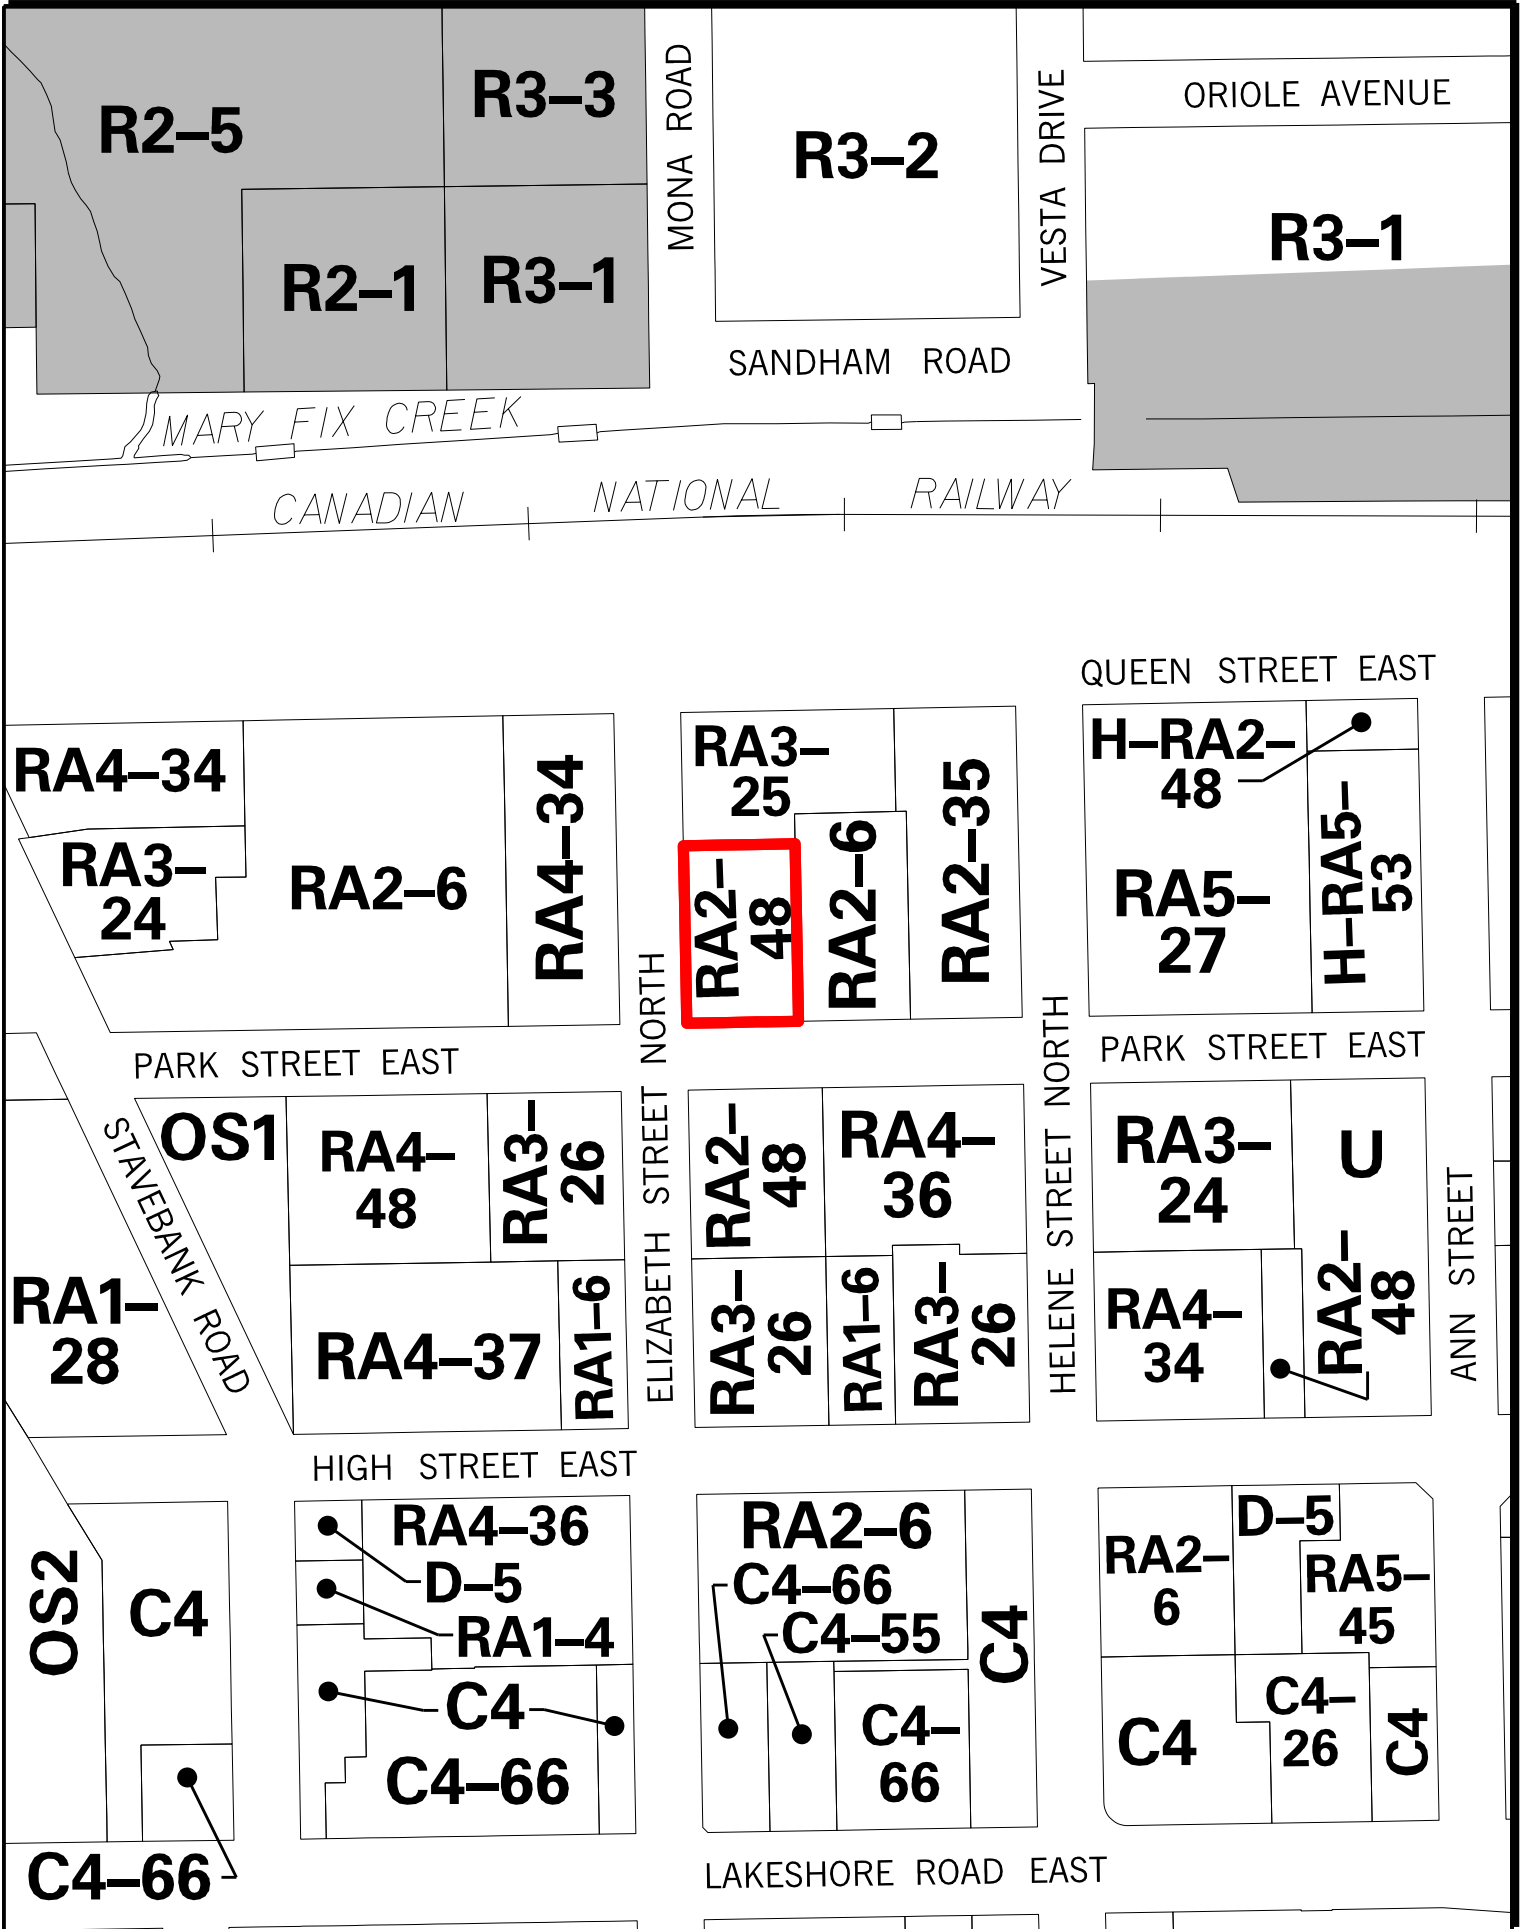 R2–5
R3–3
MONA ROAD
R3–2
VESTA DRIVE
ORIOLE AVENUE
R2–1
R3–1
R3–1
SANDHAM ROAD
MARY FIX CREEK
CANADIAN NATIONAL RAILWAY
QUEEN STREET EAST
RA4–34
RA3–
24
RA2–6
RA4–34
RA3–
25
RA2–
48
RA2–6
RA2–35
H–RA2–
48
RA5–
27
H–RA5–
53
PARK STREET EAST
PARK STREET EAST
ELIZABETH STREET NORTH
HELENE STREET NORTH
STAVEBANK ROAD
ANN STREET
OS1
RA4–
48
RA3–
26
RA2–
48
RA4–
36
RA3–
24
U
RA1–
28
RA4–37
RA1–6
RA3–
26
RA1–6
RA3–
26
RA4–
34
RA2–
48
HIGH STREET EAST
OS2
C4
RA4–36
D–5
RA1–4
C4
C4–66
RA2–6
C4–66
C4–55
C4–
66
C4
RA2–
6
D–5
RA5–
45
C4
C4–
26
C4
C4–66
LAKESHORE ROAD EAST